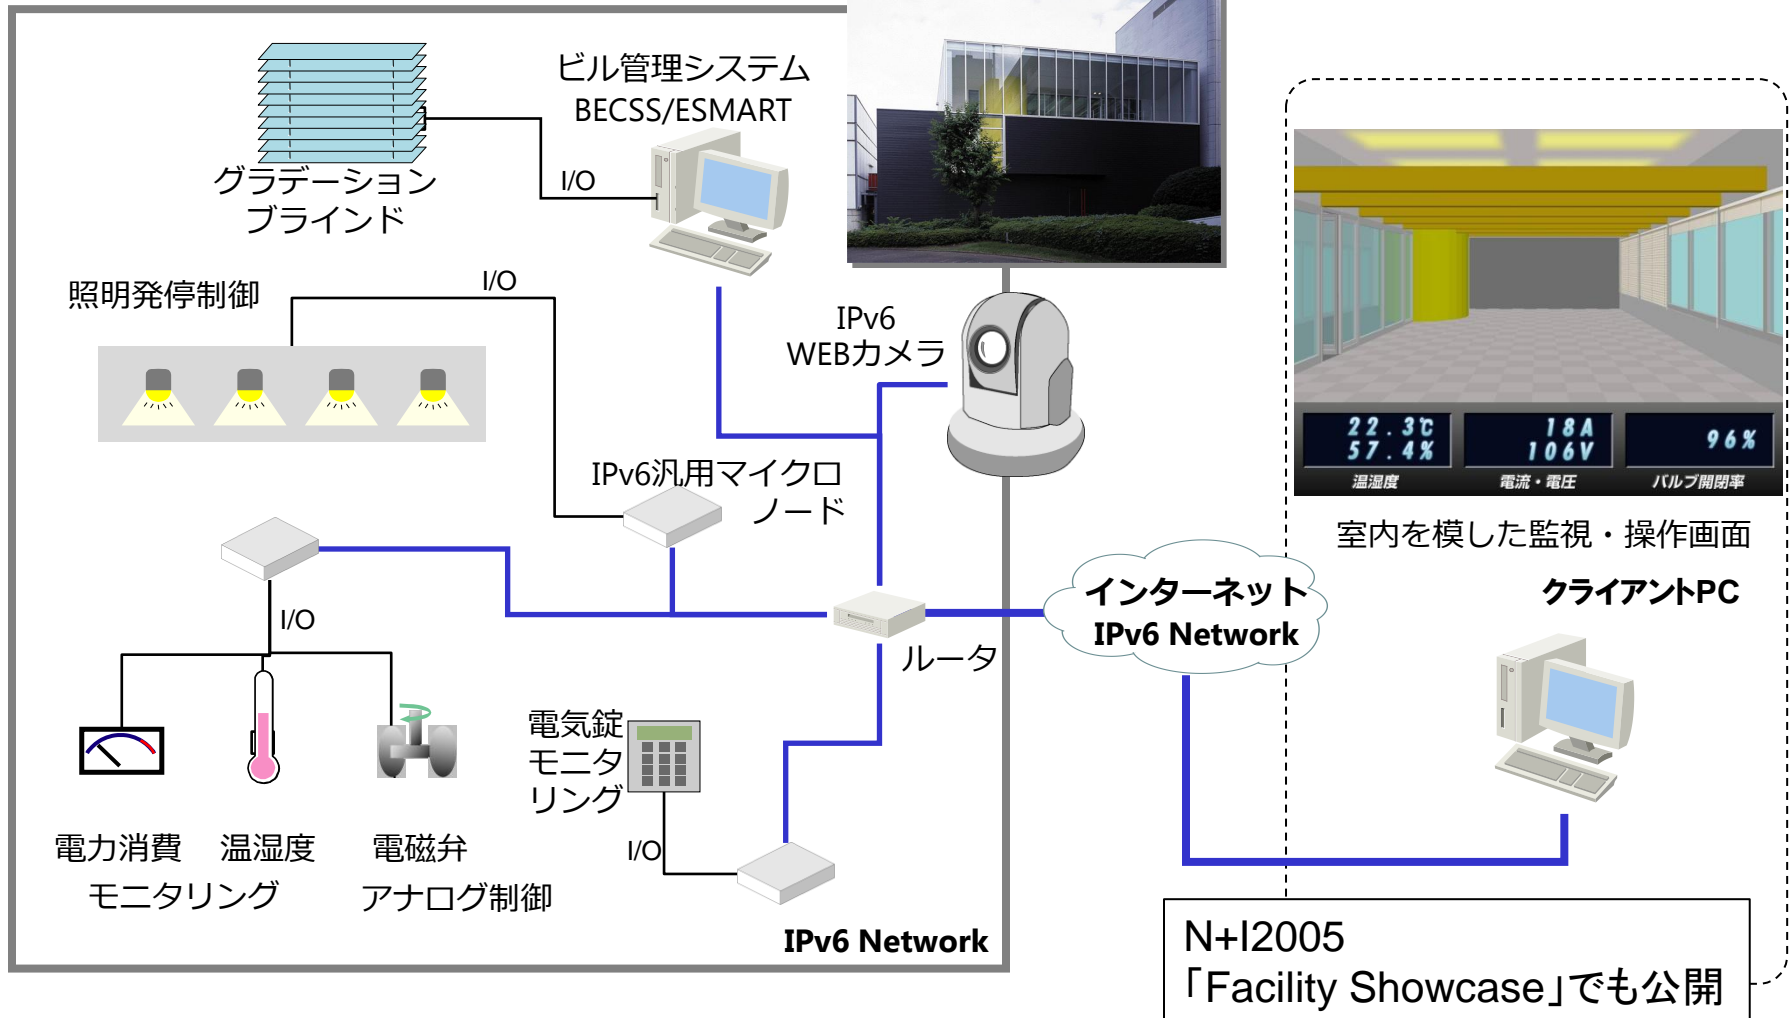 ビル管理システム
BECSS/ESMART
グラデーション
ブラインド
I/O
照明発停制御
I/O
IPv6
WEBカメラ
IPv6汎用マイクロ
ノード
I/O
ルータ
電気錠
モニタ
リング
I/O
電力消費 温湿度 電磁弁
モニタリング アナログ制御
IPv6 Network
インターネット
IPv6 Network
22.3℃
57.4%
温湿度
18A
106V
電流・電圧
96%
バルブ開閉率
室内を模した監視・操作画面
クライアントPC
N+I2005
「Facility Showcase」でも公開